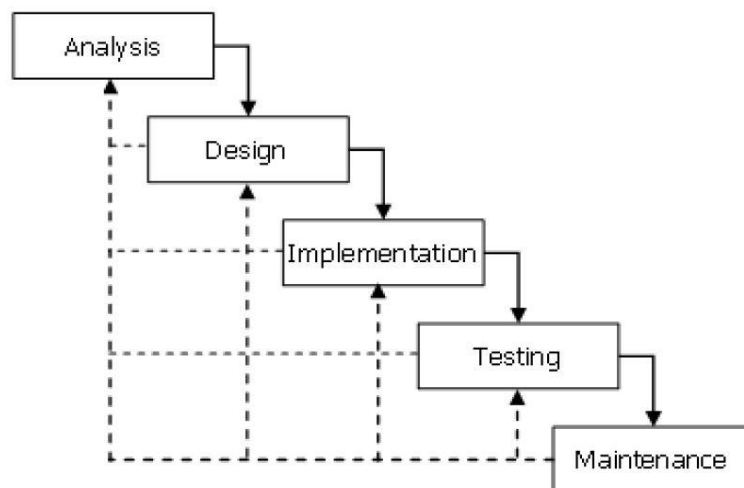 Analysis
Design
Implementation
Testing
Maintenance